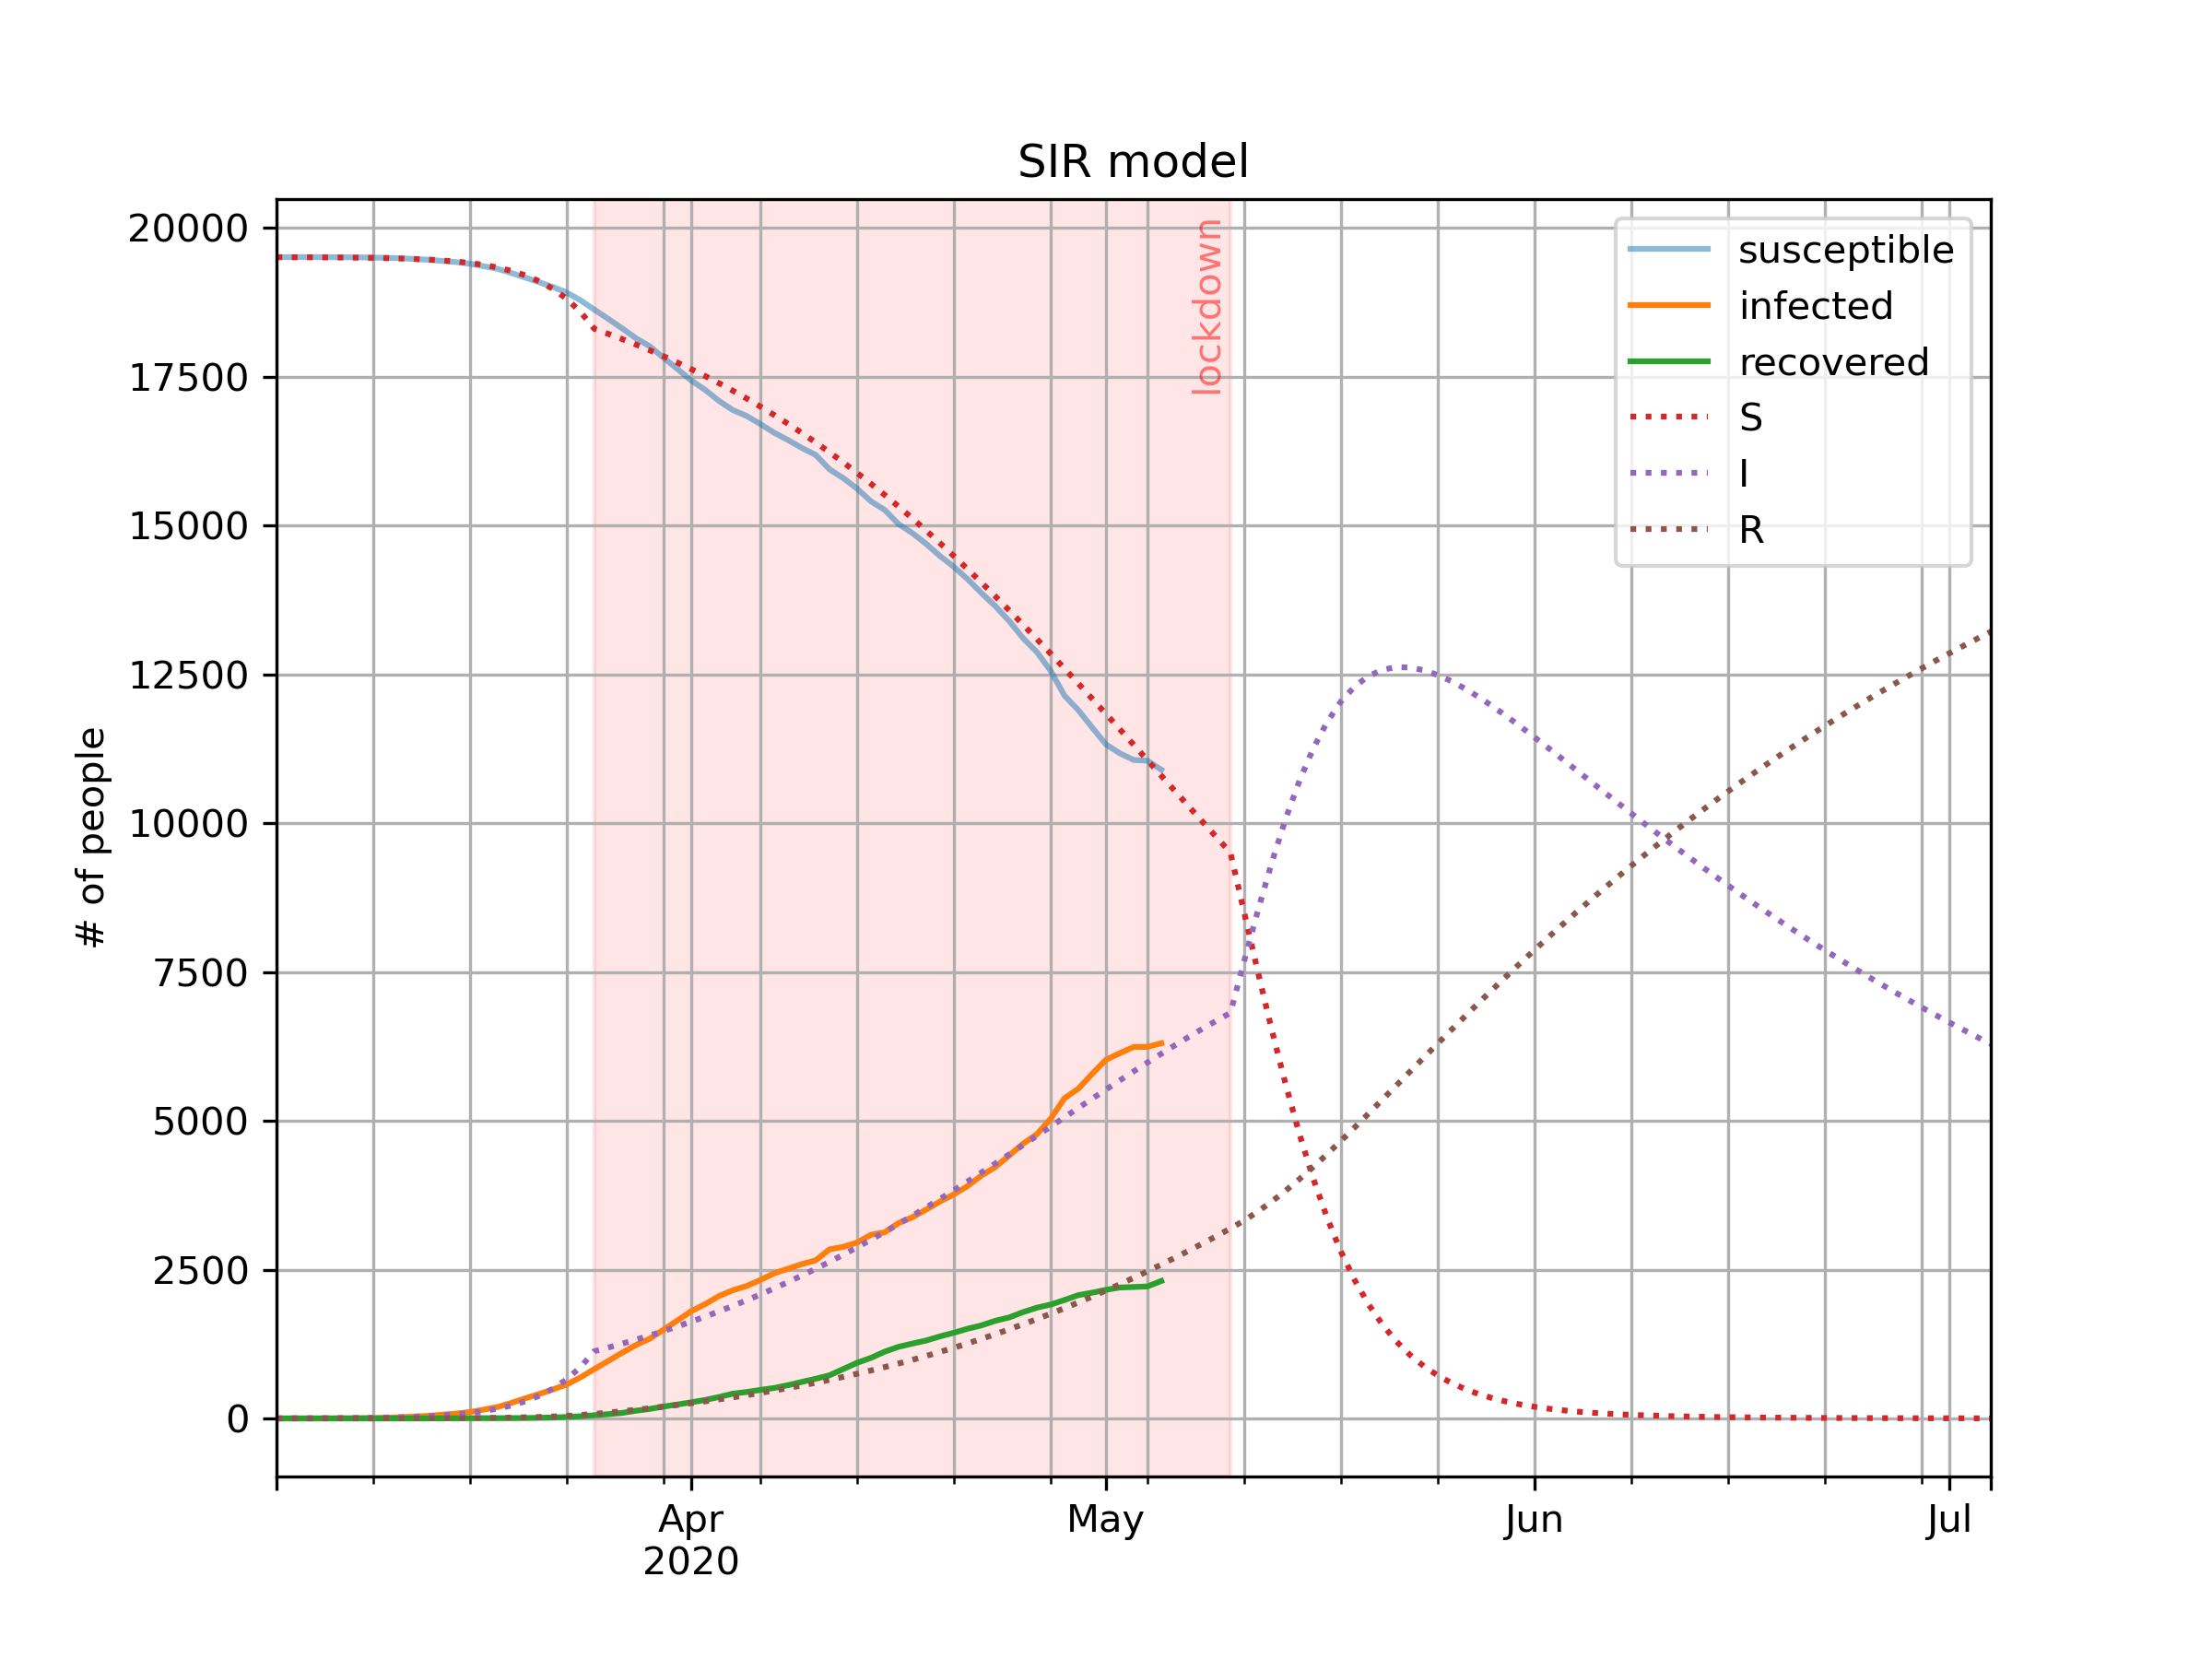 SIR model
20000
17500
15000
12500
10000
7500
5000
2500
0
# of people
lockdown
susceptible
infected
recovered
S
I
R
Apr
2020
May
Jun
Jul